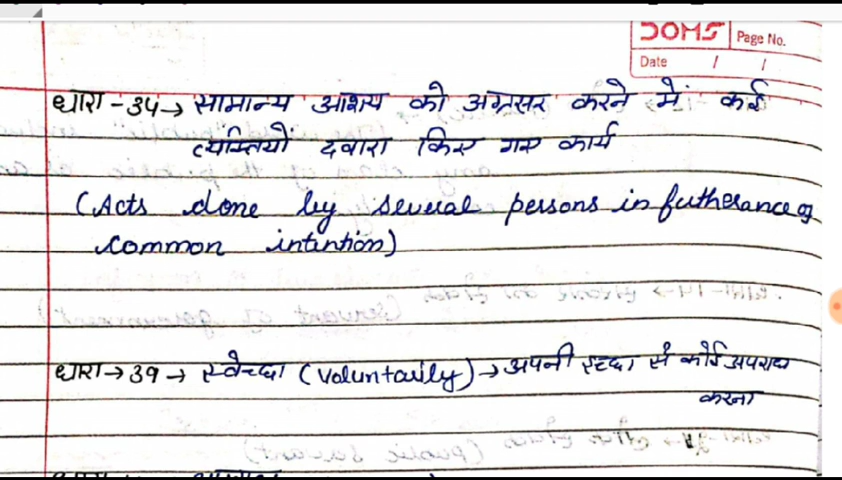 DOMS Page No.
Date / /
धारा -34→ सामान्य आशय को अग्रसर करने में कई
व्यक्तियों दवारा किए गए कार्य
(Acts done by several persons in futherance of
common intention)
धारा→39→ स्वेच्छा (Voluntarily)→अपनी इच्छा से कोई अपराध
करना